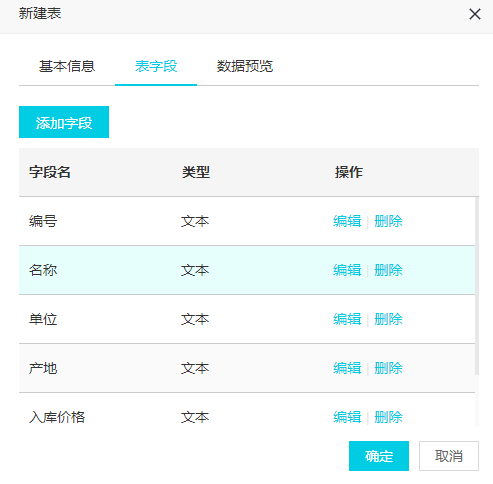 新建表
基本信息 表字段 数据预览
添加字段
字段名 类型 操作
编号 文本 编辑 | 删除
名称 文本 编辑 | 删除
单位 文本 编辑 | 删除
产地 文本 编辑 | 删除
入库价格 文本 编辑 | 删除
确定 取消